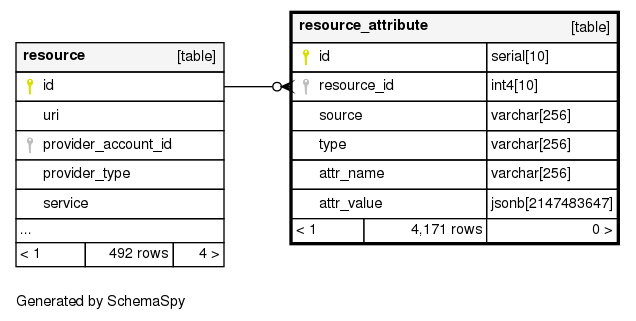 resource [table]
id
uri
provider_account_id
provider_type
service
...
< 1 492 rows 4 >
resource_attribute [table]
id serial[10]
resource_id int4[10]
source varchar[256]
type varchar[256]
attr_name varchar[256]
attr_value jsonb[2147483647]
< 1 4,171 rows 0 >
Generated by SchemaSpy